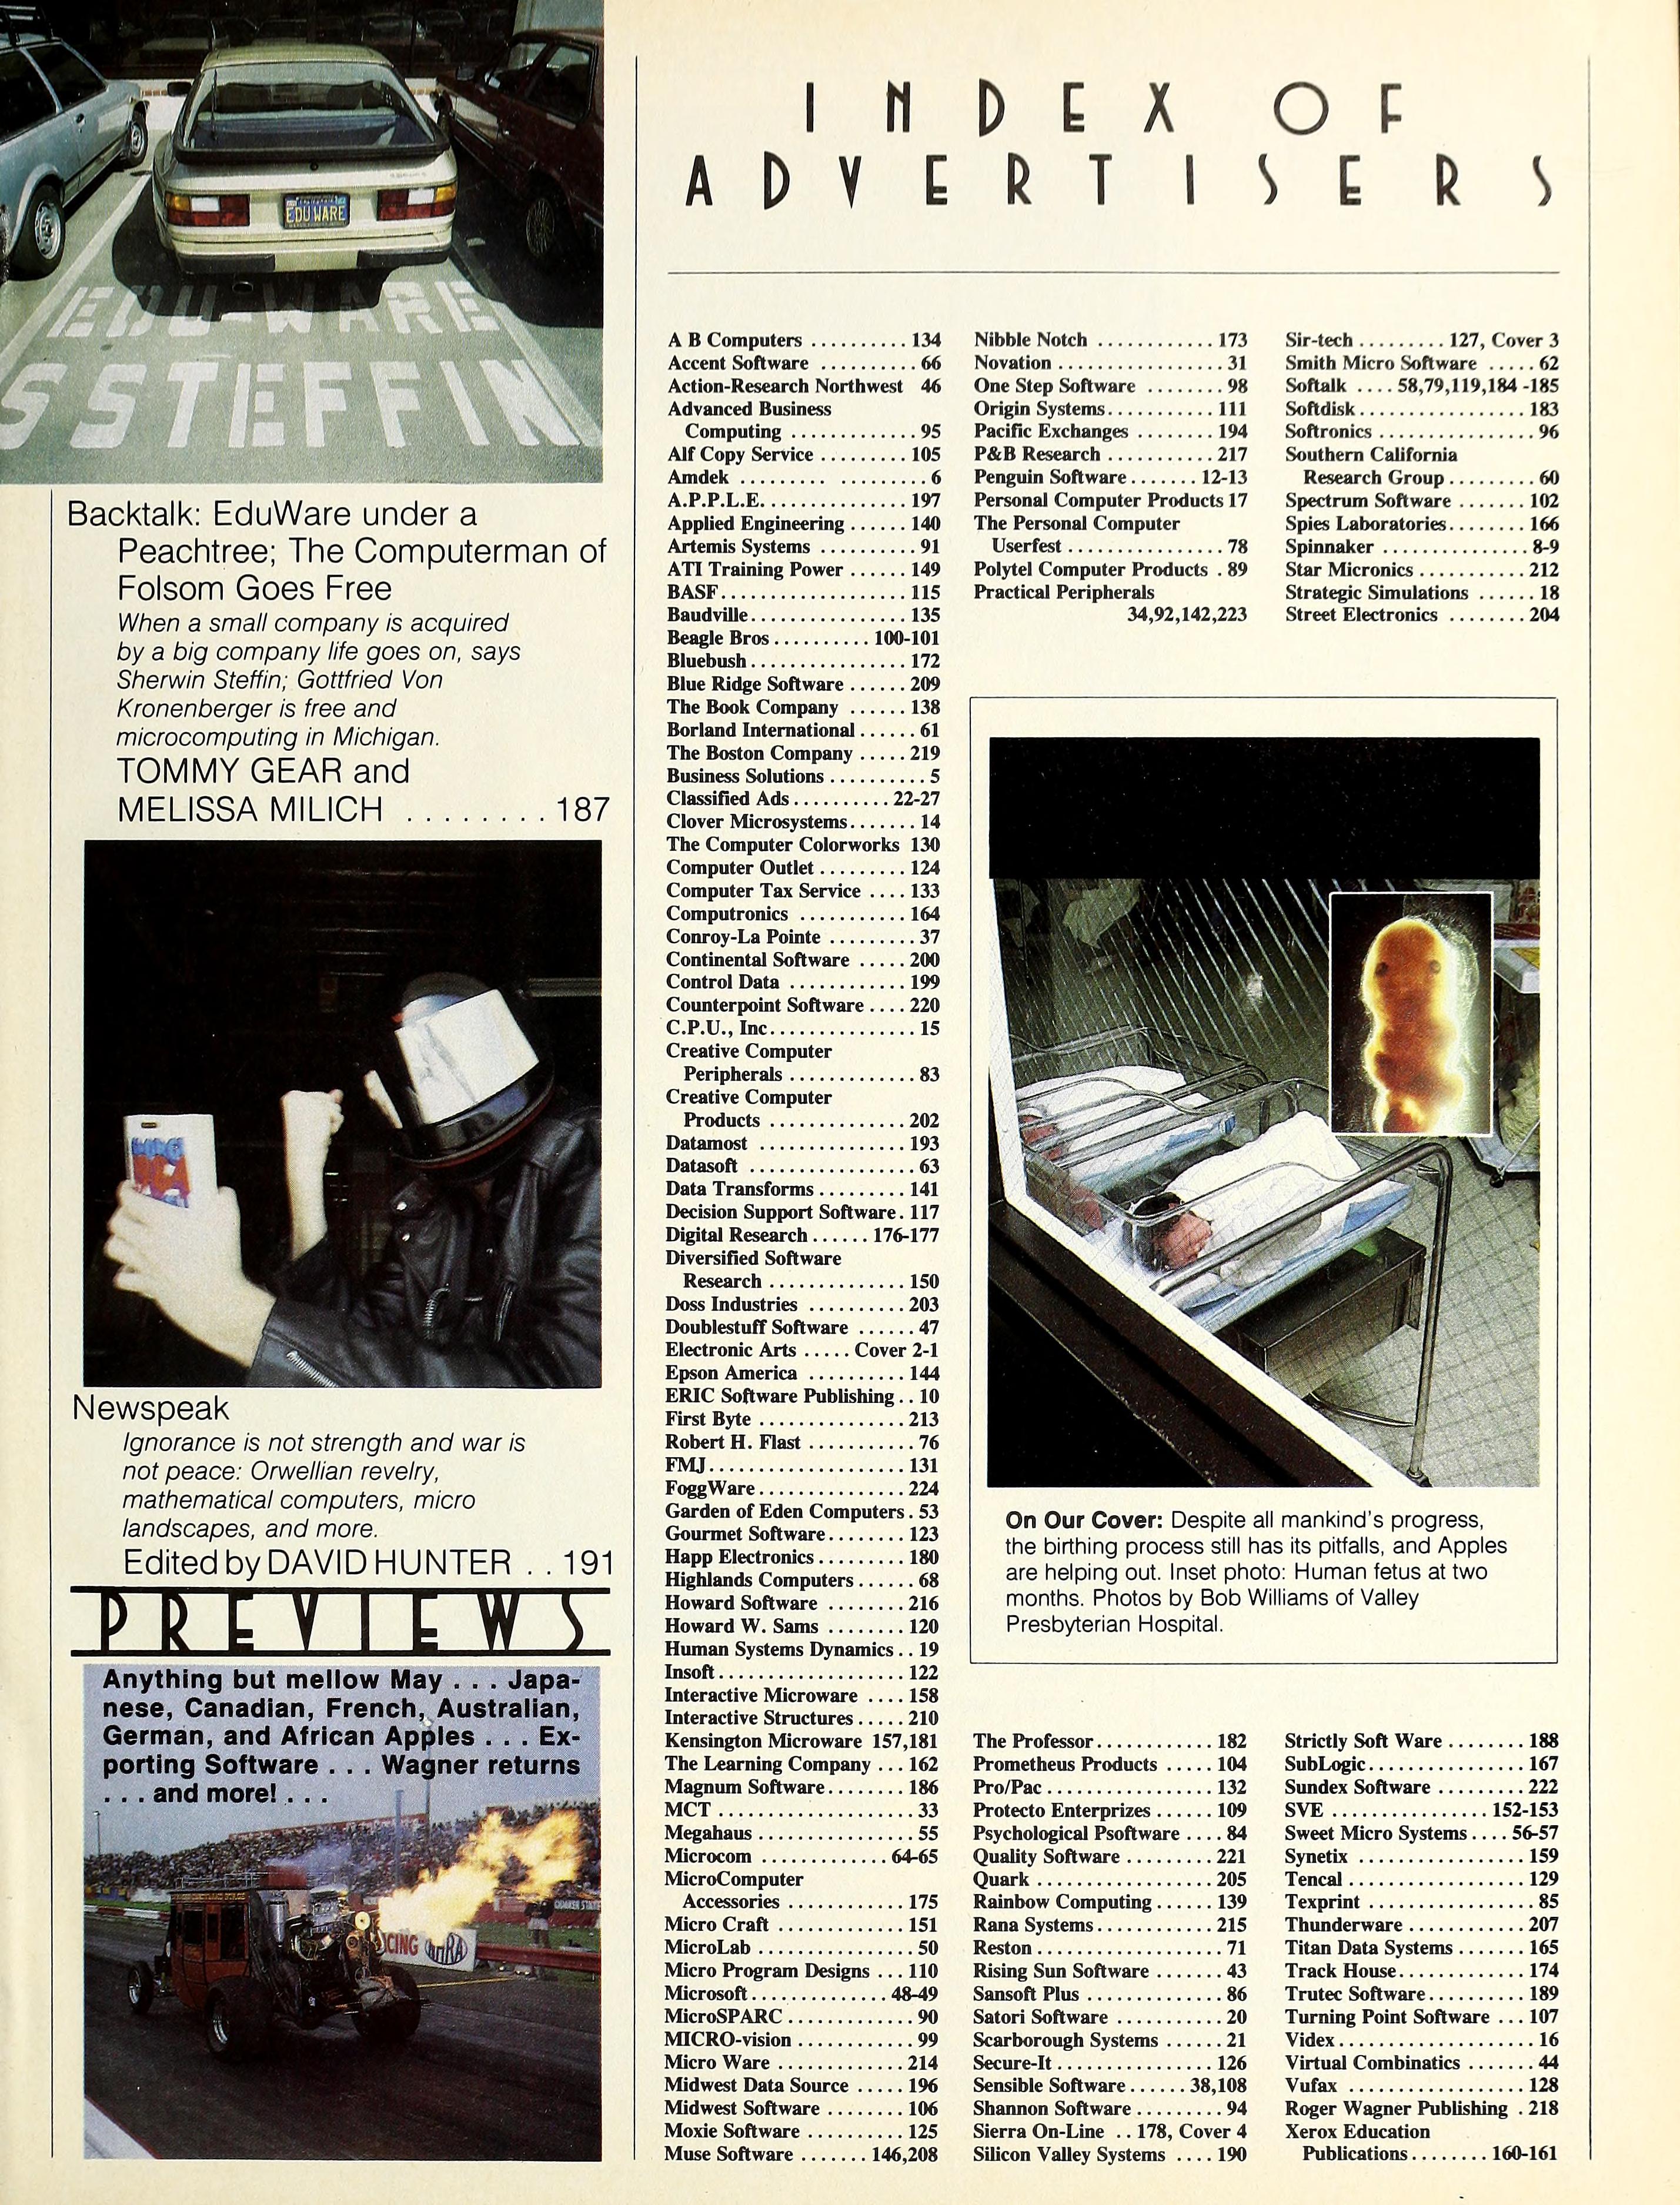 EDU WARE
EDU-WARE
SSTEFFIN
Backtalk: EduWare under a
Peachtree; The Computerman of
Folsom Goes Free
When a small company is acquired
by a big company life goes on, says
Sherwin Steffin; Gottfried Von
Kronenberger is free and
microcomputing in Michigan.
TOMMY GEAR and
MELISSA MILICH ........ 187
Newspeak
Ignorance is not strength and war is
not peace: Orwellian revelry,
mathematical computers, micro
landscapes, and more.
Edited by DAVID HUNTER .. 191
PREVIEWS
Anything but mellow May . . . Japa-
nese, Canadian, French, Australian,
German, and African Apples . . . Ex-
porting Software . . . Wagner returns
. . . and more! . . .
INDEX OF
ADVERTISERS
A B Computers .......... 134
Accent Software .......... 66
Action-Research Northwest 46
Advanced Business
Computing ............ 95
Alf Copy Service ......... 105
Amdek ......... ......... 6
A.P.P.L.E. ............... 197
Applied Engineering ...... 140
Artemis Systems .......... 91
ATI Training Power ...... 149
BASF................... 115
Baudville................ 135
Beagle Bros .......... 100-101
Bluebush................ 172
Blue Ridge Software ...... 209
The Book Company ...... 138
Borland International ...... 61
The Boston Company ..... 219
Business Solutions .......... 5
Classified Ads .......... 22-27
Clover Microsystems....... 14
The Computer Colorworks 130
Computer Outlet ......... 124
Computer Tax Service .... 133
Computronics ........... 164
Conroy-La Pointe ......... 37
Continental Software ..... 200
Control Data ............ 199
Counterpoint Software .... 220
C.P.U., Inc............... 15
Creative Computer
Peripherals ............. 83
Creative Computer
Products .............. 202
Datamost ............... 193
Datasoft ................. 63
Data Transforms ......... 141
Decision Support Software. 117
Digital Research ...... 176-177
Diversified Software
Research .............. 150
Doss Industries .......... 203
Doublestuff Software ...... 47
Electronic Arts ..... Cover 2-1
Epson America .......... 144
ERIC Software Publishing .. 10
First Byte ............... 213
Robert H. Flast ........... 76
FMJ.................... 131
FoggWare............... 224
Garden of Eden Computers. 53
Gourmet Software........ 123
Happ Electronics......... 180
Highlands Computers...... 68
Howard Software ........ 216
Howard W. Sams ........ 120
Human Systems Dynamics.. 19
Insoft................... 122
Interactive Microware .... 158
Interactive Structures..... 210
Kensington Microware 157,181
The Learning Company ... 162
Magnum Software........ 186
MCT .................... 33
Megahaus ................ 55
Microcom ............. 64-65
MicroComputer
Accessories ............ 175
Micro Craft ............. 151
MicroLab ................ 50
Micro Program Designs ... 110
Microsoft.............. 48-49
MicroSPARC ............. 90
MICRO-vision ............ 99
Micro Ware ............. 214
Midwest Data Source ..... 196
Midwest Software ........ 106
Moxie Software .......... 125
Muse Software ....... 146,208
Nibble Notch ............ 173
Novation ................. 31
One Step Software ........ 98
Origin Systems........... 111
Pacific Exchanges ........ 194
P&B Research ........... 217
Penguin Software ....... 12-13
Personal Computer Products 17
The Personal Computer
Userfest ................ 78
Polytel Computer Products . 89
Practical Peripherals
34,92,142,223
Sir-tech ......... 127, Cover 3
Smith Micro Software ..... 62
Softalk .... 58,79,119,184 -185
Softdisk................. 183
Softronics ................ 96
Southern California
Research Group ......... 60
Spectrum Software ....... 102
Spies Laboratories........ 166
Spinnaker ............... 8-9
Star Micronics ........... 212
Strategic Simulations ...... 18
Street Electronics ........ 204
On Our Cover: Despite all mankind's progress,
the birthing process still has its pitfalls, and Apples
are helping out. Inset photo: Human fetus at two
months. Photos by Bob Williams of Valley
Presbyterian Hospital.
The Professor............ 182
Prometheus Products ..... 104
Pro/Pac ................. 132
Protecto Enterprizes ...... 109
Psychological Psoftware .... 84
Quality Software ......... 221
Quark .................. 205
Rainbow Computing ...... 139
Rana Systems............ 215
Reston ................... 71
Rising Sun Software ....... 43
Sansoft Plus .............. 86
Satori Software ........... 20
Scarborough Systems ...... 21
Secure-It ................ 126
Sensible Software...... 38,108
Shannon Software ......... 94
Sierra On-Line .. 178, Cover 4
Silicon Valley Systems .... 190
Strictly Soft Ware ........ 188
SubLogic................ 167
Sundex Software ......... 222
SVE ................ 152-153
Sweet Micro Systems .... 56-57
Synetix ................. 159
Tencal .................. 129
Texprint ................. 85
Thunderware ............ 207
Titan Data Systems ....... 165
Track House............. 174
Trutec Software.......... 189
Turning Point Software ... 107
Videx.................... 16
Virtual Combinatics ....... 44
Vufax .................. 128
Roger Wagner Publishing . 218
Xerox Education
Publications ........ 160-161